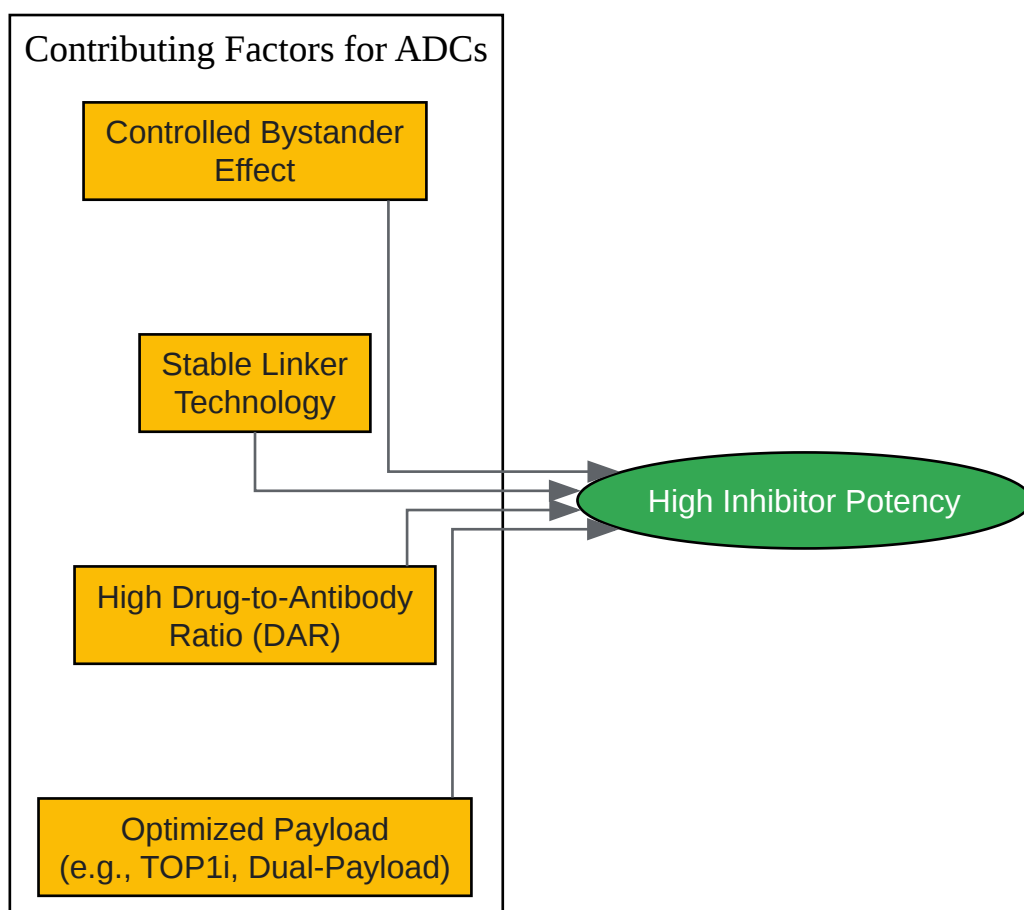 Contributing Factors for ADCs
Controlled Bystander
Effect
Stable Linker
Technology
High Inhibitor Potency
High Drug-to-Antibody
Ratio (DAR)
Optimized Payload
(e.g., TOP1i, Dual-Payload)